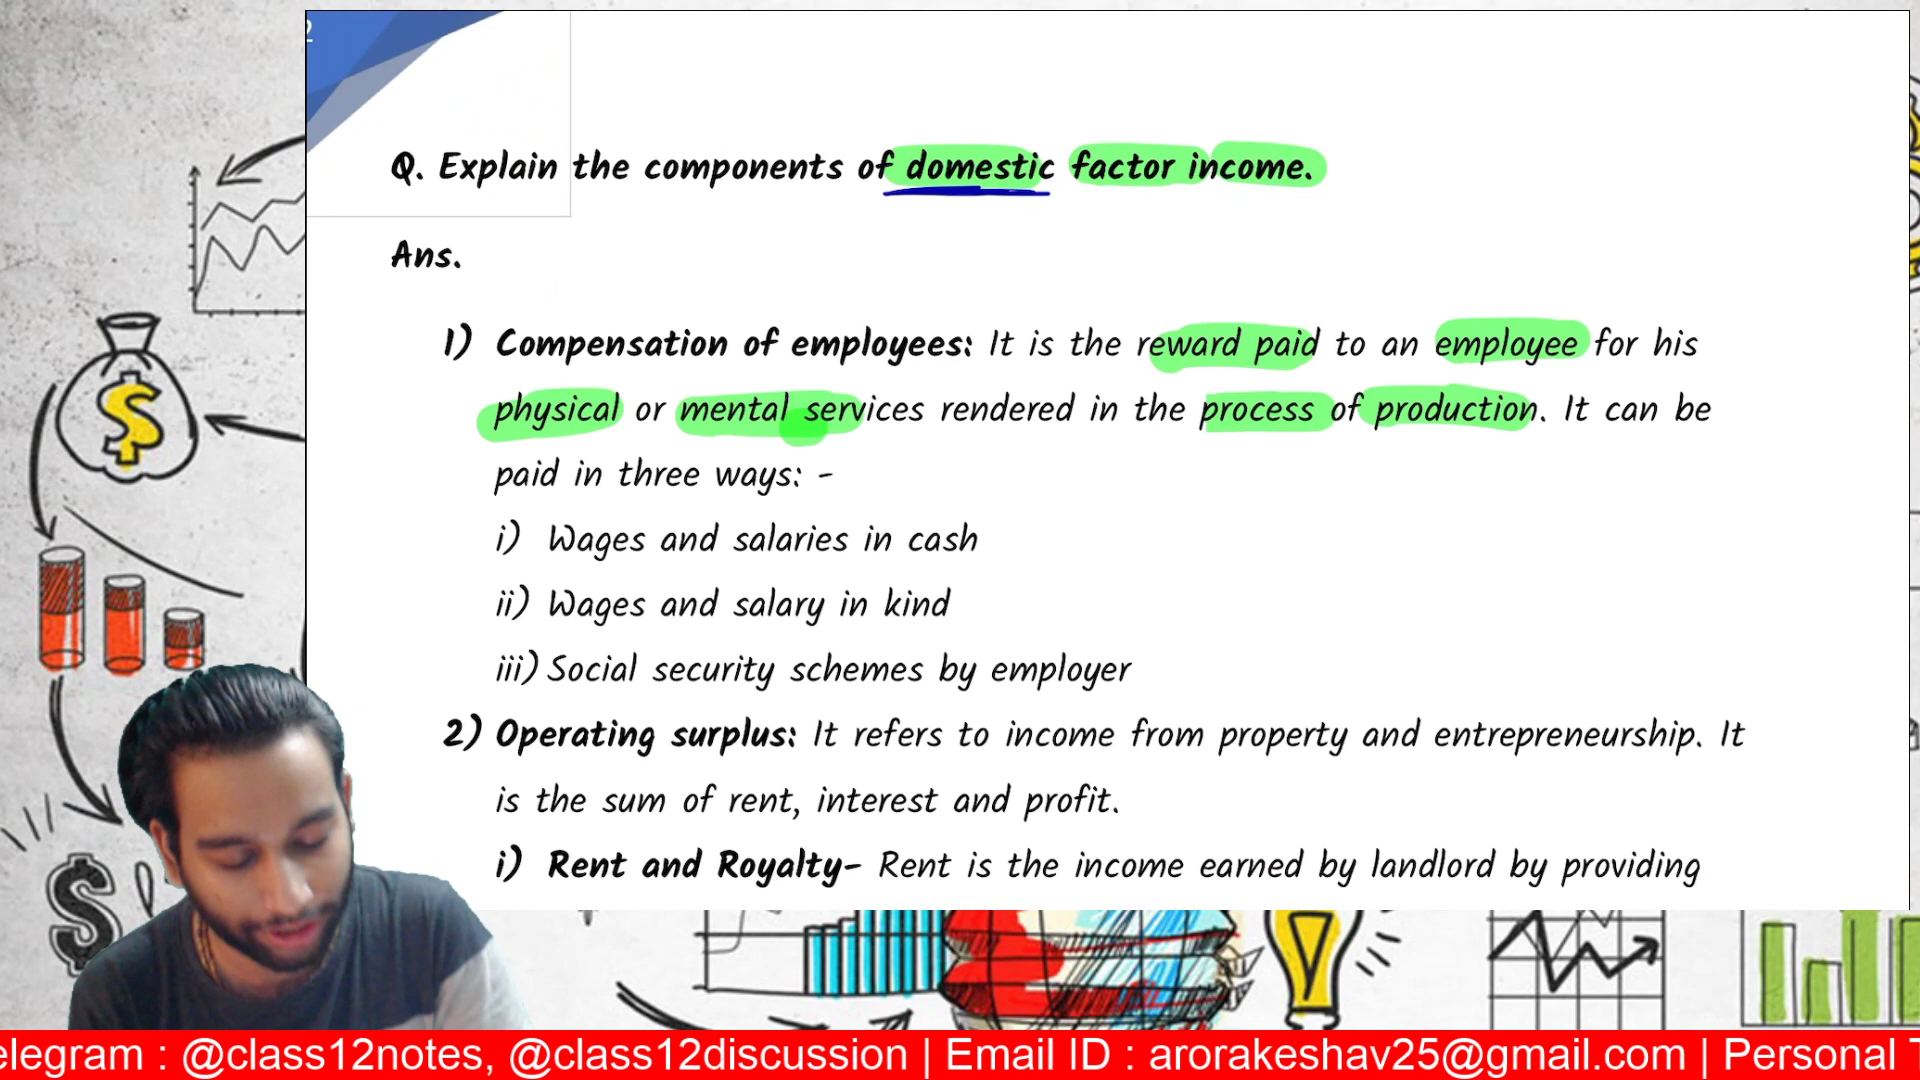 2
Q. Explain the components of domestic factor income.
Ans.
1) Compensation of employees: It is the reward paid to an employee for his
physical or mental services rendered in the process of production. It can be
paid in three ways: -
i) Wages and salaries in cash
ii) Wages and salary in kind
iii) Social security schemes by employer
2) Operating surplus: It refers to income from property and entrepreneurship. It
is the sum of rent, interest and profit.
i) Rent and Royalty- Rent is the income earned by landlord by providing
elegram : @class12notes, @class12discussion | Email ID : arorakeshav25@gmail.com | Personal T